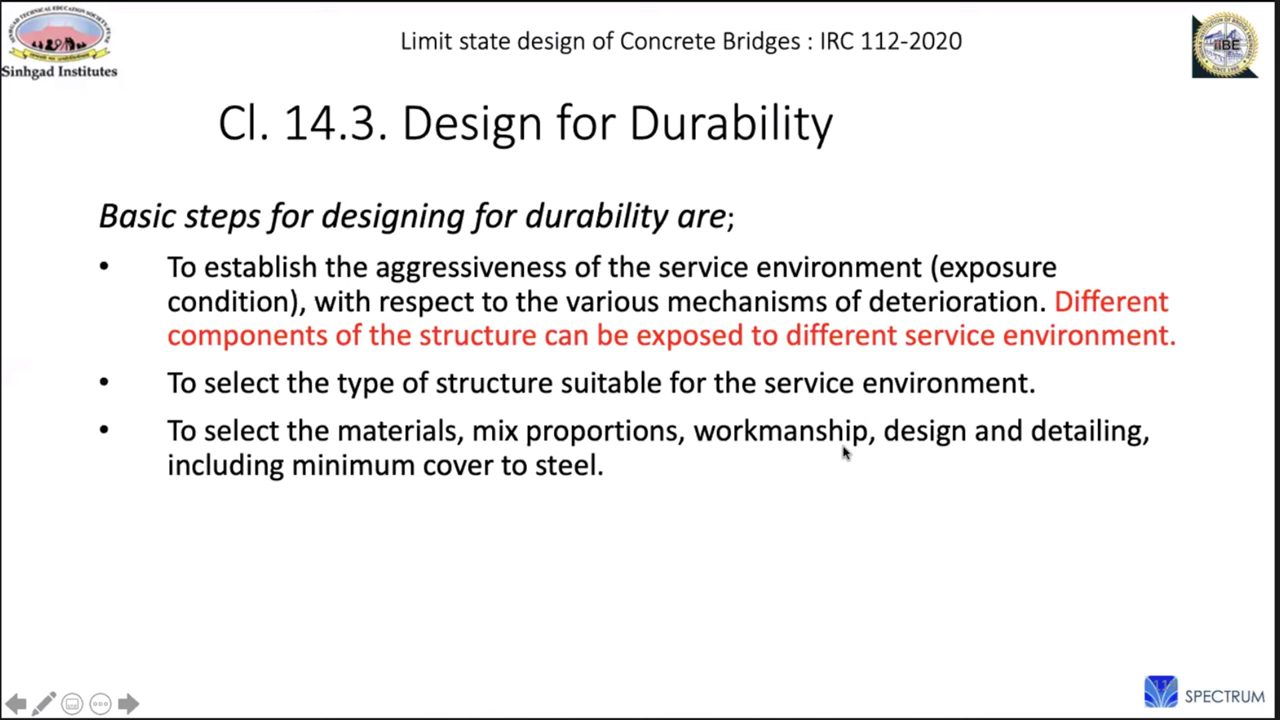 Sinhgad Institutes
Limit state design of Concrete Bridges : IRC 112-2020
iiBE
Cl. 14.3. Design for Durability
Basic steps for designing for durability are;
• To establish the aggressiveness of the service environment (exposure
condition), with respect to the various mechanisms of deterioration. Different
components of the structure can be exposed to different service environment.
• To select the type of structure suitable for the service environment.
• To select the materials, mix proportions, workmanship, design and detailing,
including minimum cover to steel.
SPECTRUM